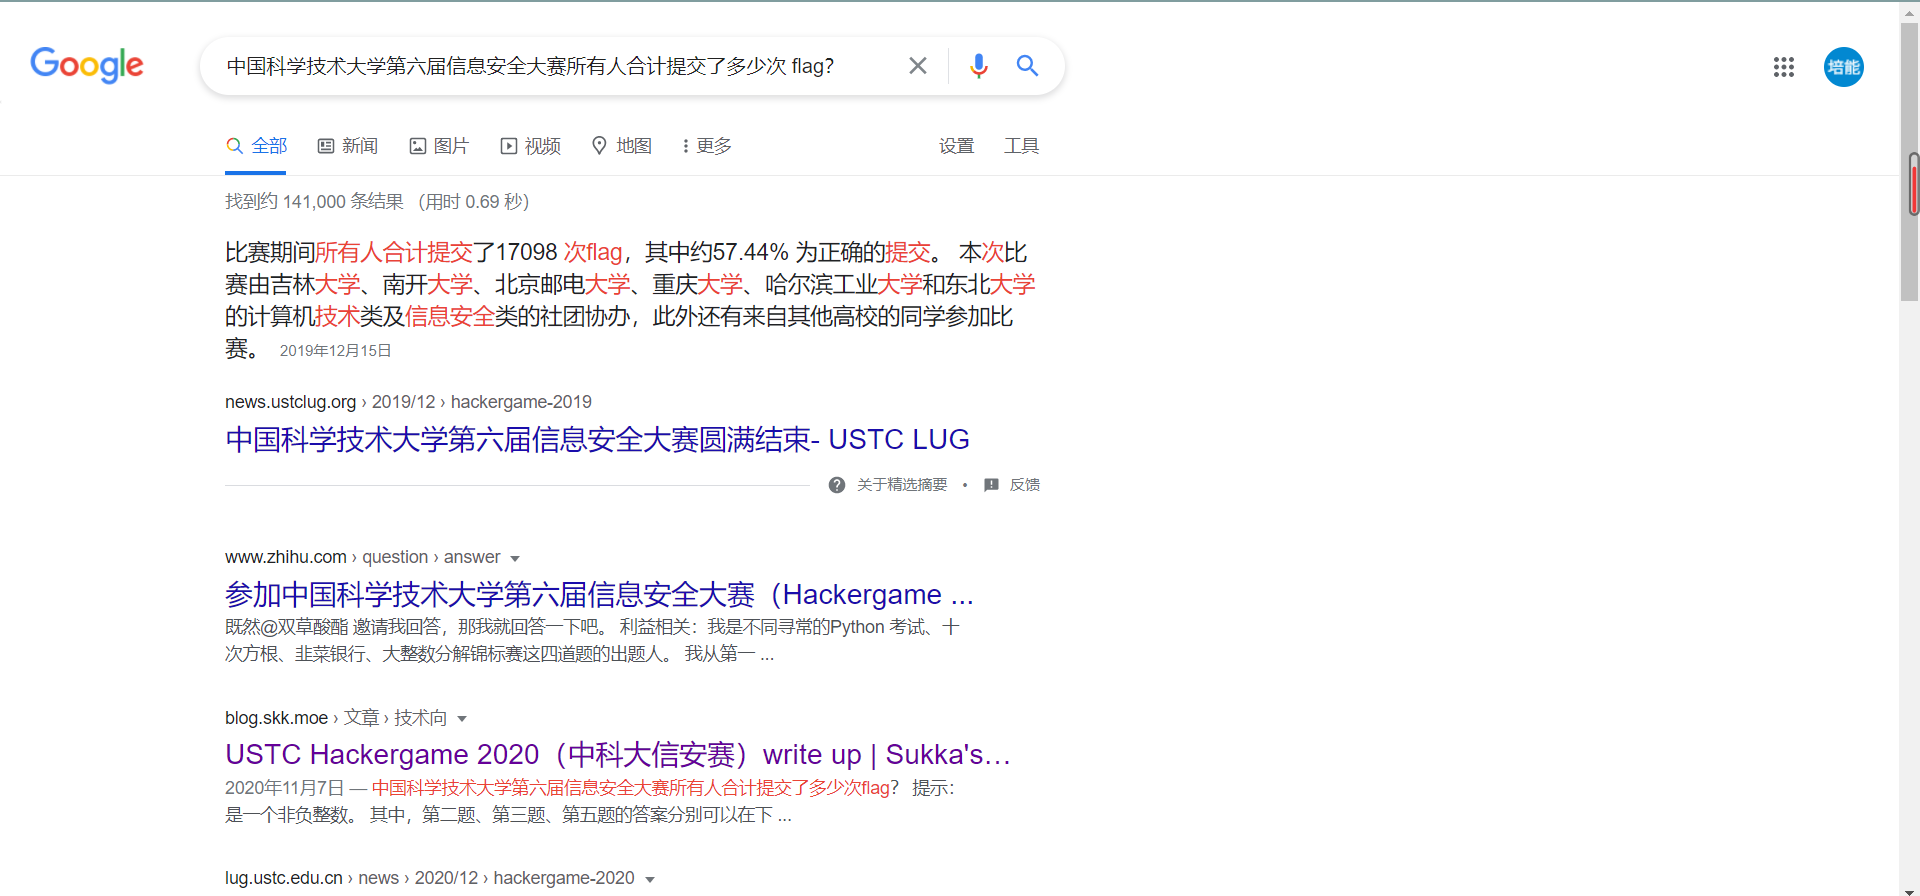 Google
中国科学技术大学第六届信息安全大赛所有人合计提交了多少次 flag?
培能
全部 新闻 图片 视频 地图 更多 设置 工具
找到约 141,000 条结果 （用时 0.69 秒）
比赛期间所有人合计提交了17098 次flag，其中约57.44% 为正确的提交。 本次比
赛由吉林大学、南开大学、北京邮电大学、重庆大学、哈尔滨工业大学和东北大学
的计算机技术类及信息安全类的社团协办，此外还有来自其他高校的同学参加比
赛。 2019年12月15日
news.ustclug.org › 2019/12 › hackergame-2019
中国科学技术大学第六届信息安全大赛圆满结束- USTC LUG
关于精选摘要 • 反馈
www.zhihu.com › question › answer
参加中国科学技术大学第六届信息安全大赛（Hackergame ...
既然@双草酸酯 邀请我回答，那我就回答一下吧。 利益相关：我是不同寻常的Python 考试、十
次方根、韭菜银行、大整数分解锦标赛这四道题的出题人。 我从第一 ...
blog.skk.moe › 文章 › 技术向
USTC Hackergame 2020（中科大信安赛）write up | Sukka's...
2020年11月7日 — 中国科学技术大学第六届信息安全大赛所有人合计提交了多少次flag？ 提示：
是一个非负整数。 其中，第二题、第三题、第五题的答案分别可以在下 ...
lug.ustc.edu.cn › news › 2020/12 › hackergame-2020